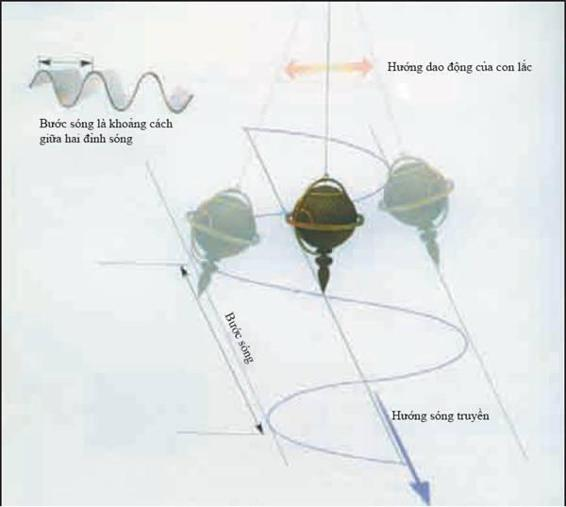 Hướng dao động của con lắc
Bước sóng là khoảng cách
giữa hai đỉnh sóng
Bước sóng
Hướng sóng truyền